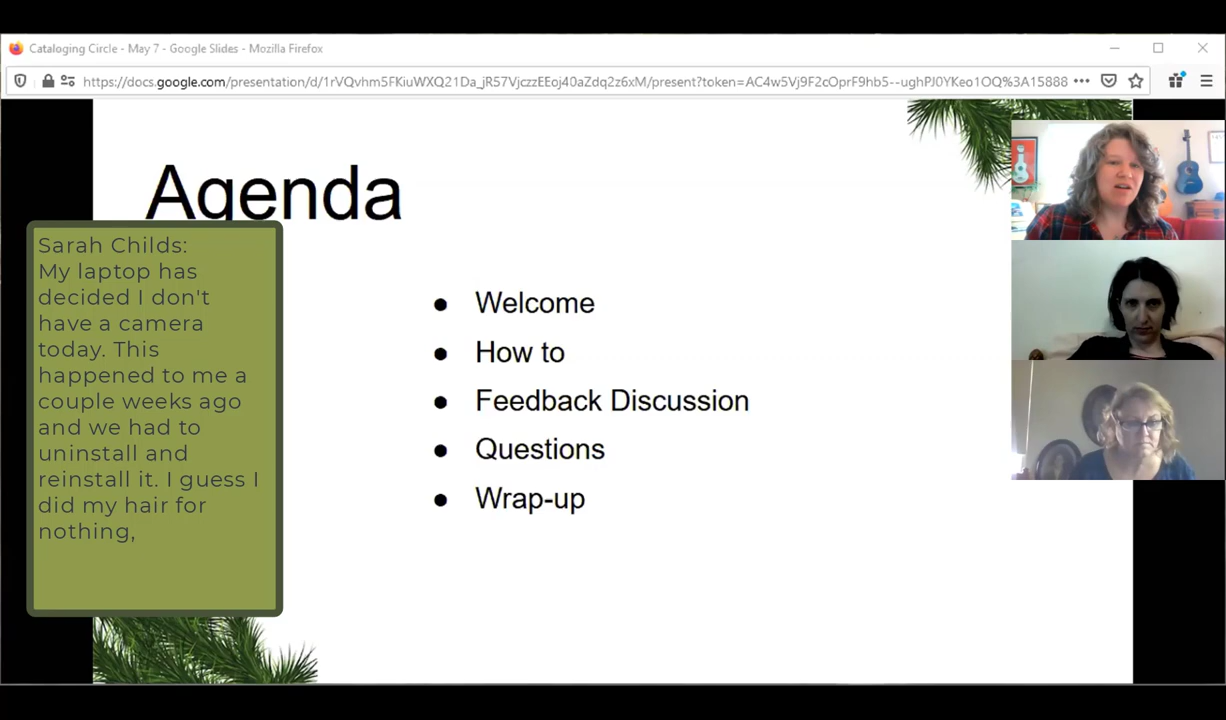 Cataloging Circle - May 7 - Google Slides - Mozilla Firefox
https://docs.google.com/presentation/d/1rVQvhm5FKiuWXQ21Da_jR57VjczzEEoj40aZdq2z6xM/present?token=AC4w5Vj9F2cOprF9hb5--ughPJ0YKeo1OQ%3A15888
Agenda
Sarah Childs:
My laptop has
decided I don't
have a camera
today. This
happened to me a
couple weeks ago
and we had to
uninstall and
reinstall it. I guess I
did my hair for
nothing,
● Welcome
● How to
● Feedback Discussion
● Questions
● Wrap-up